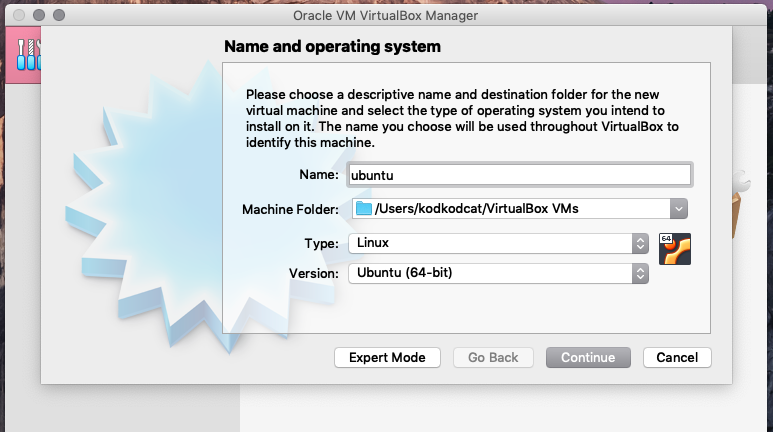 Oracle VM VirtualBox Manager
Name and operating system
Please choose a descriptive name and destination folder for the new
virtual machine and select the type of operating system you intend to
install on it. The name you choose will be used throughout VirtualBox to
identify this machine.
Name: ubuntu
Machine Folder: /Users/kodkodcat/VirtualBox VMs
Type: Linux
64
Version: Ubuntu (64-bit)
Expert Mode Go Back Continue Cancel